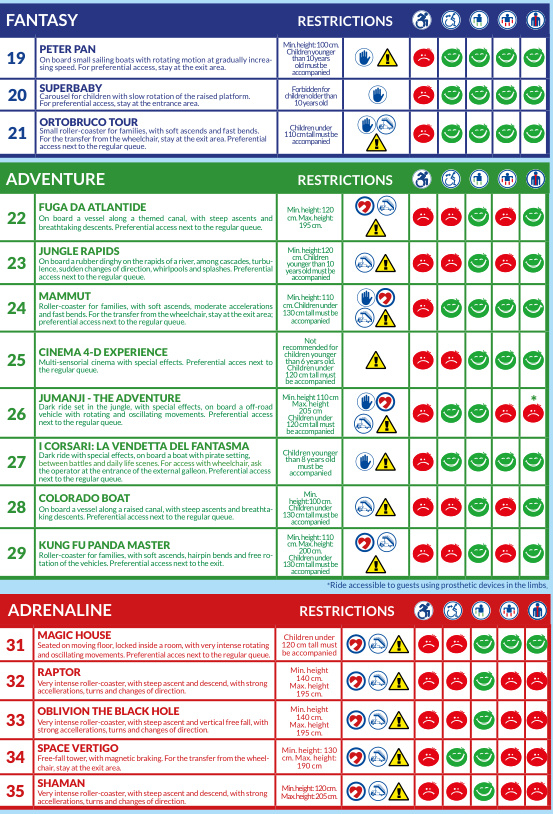 FANTASY RESTRICTIONS
19
PETER PAN
On board small sailing boats with rotating motion at gradually increa-
sing speed. For preferential access, stay at the exit area.
Min. height: 100 cm.
Children younger
than 10 years
old must be
accompanied
20
SUPERBABY
Carousel for children with slow rotation of the raised platform.
For preferential access, stay at the entrance area.
Forbidden for
children older than
10 years old
21
ORTOBRUCO TOUR
Small roller-coaster for families, with soft ascends and fast bends.
For the transfer from the wheelchair, stay at the exit area. Preferential
access next to the regular queue.
Children under
110 cm tall must be
accompanied
ADVENTURE RESTRICTIONS
22
FUGA DA ATLANTIDE
On board a vessel along a themed canal, with steep ascents and
breathtaking descents. Preferential access next to the regular queue.
Min. height: 120
cm. Max. height:
195 cm.
23
JUNGLE RAPIDS
On board a rubber dinghy on the rapids of a river, among cascades, turbu-
lence, sudden changes of direction, whirlpools and splashes. Preferential
access next to the regular queue.
Min. height:120
cm. Children
younger than 10
years old must be
accompanied
24
MAMMUT
Roller-coaster for families, with soft ascends, moderate accelerations
and fast bends. For the transfer from the wheelchair, stay at the exit area;
preferential access next to the regular queue.
Min. height: 110
cm. Children under
130 cm tall must be
accompanied
25
CINEMA 4-D EXPERIENCE
Multi-sensorial cinema with special effects. Preferential acces next to
the regular queue.
Not
recommended for
children younger
than 6 years old.
Children under
120 cm tall must
be accompanied
26
JUMANJI - THE ADVENTURE
Dark ride set in the jungle, with special effects, on board a off-road
vehicle with rotating and oscillating movements. Preferential access
next to the regular queue.
Min. height 110 cm
Max. height
205 cm
Children under
120 cm tall must be
accompanied
*
27
I CORSARI: LA VENDETTA DEL FANTASMA
Dark ride with special effects, on board a boat with pirate setting,
between battles and daily life scenes. For access with wheelchair, ask
the operator at the entrance of the external galleon. Preferential access
next to the regular queue.
Children younger
than 8 years old
must be
accompanied
28
COLORADO BOAT
On board a vessel along a raised canal, with steep ascents and breathta-
king descents. Preferential access next to the regular queue.
Min.
height: 100 cm.
Children under
130 cm tall must be
accompanied
29
KUNG FU PANDA MASTER
Roller-coaster for families, with soft ascends, hairpin bends and free ro-
tation of the vehicles. Preferential access next to the exit.
Min. height: 110
cm. Max. height:
200 cm.
Children under
130 cm tall must be
accompanied
*Ride accessible to guests using prosthetic devices in the limbs.
ADRENALINE RESTRICTIONS
31
MAGIC HOUSE
Seated on moving floor, locked inside a room, with very intense rotating
and oscillating movements. Preferential acces next to the regular queue.
Children under
120 cm tall must
be accompanied
32
RAPTOR
Very intense roller-coaster, with steep ascent and descend, with strong
accellerations, turns and changes of direction.
Min. height
140 cm.
Max. height
195 cm.
33
OBLIVION THE BLACK HOLE
Very intense roller-coaster, with steep ascent and vertical free fall, with
strong accellerations, turns and changes of direction.
Min. height
140 cm.
Max. height
195 cm.
34
SPACE VERTIGO
Free-fall tower, with magnetic braking. For the transfer from the wheel-
chair, stay at the exit area.
Min. height: 130
cm. Max. height:
190 cm
35
SHAMAN
Very intense roller-coaster, with steep ascent and descend, with strong
accellerations, turns and changes of direction.
Min. height: 120 cm.
Max. height: 205 cm.